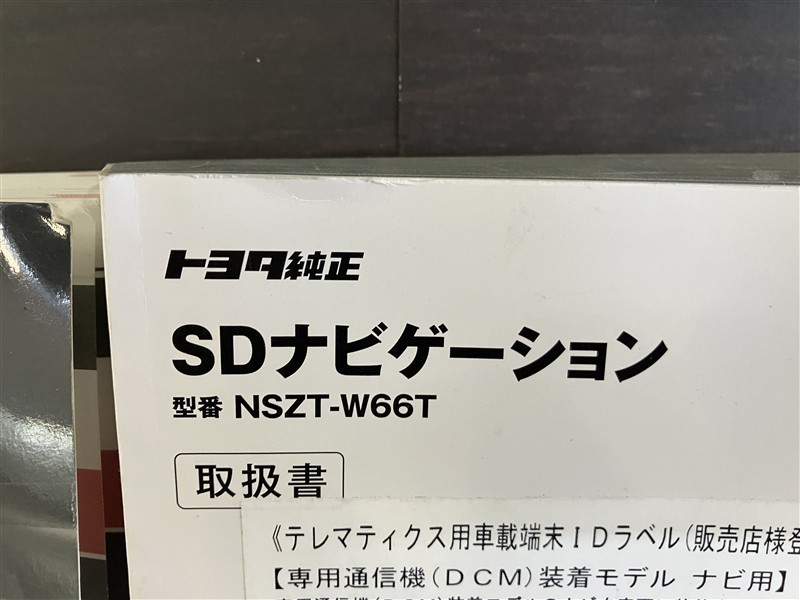 トヨタ純正
SDナビゲーション
型番 NSZT-W66T
取扱書
《テレマティクス用車載端末IDラベル(販売店様登
【専用通信機(DCM)装着モデル ナビ用】